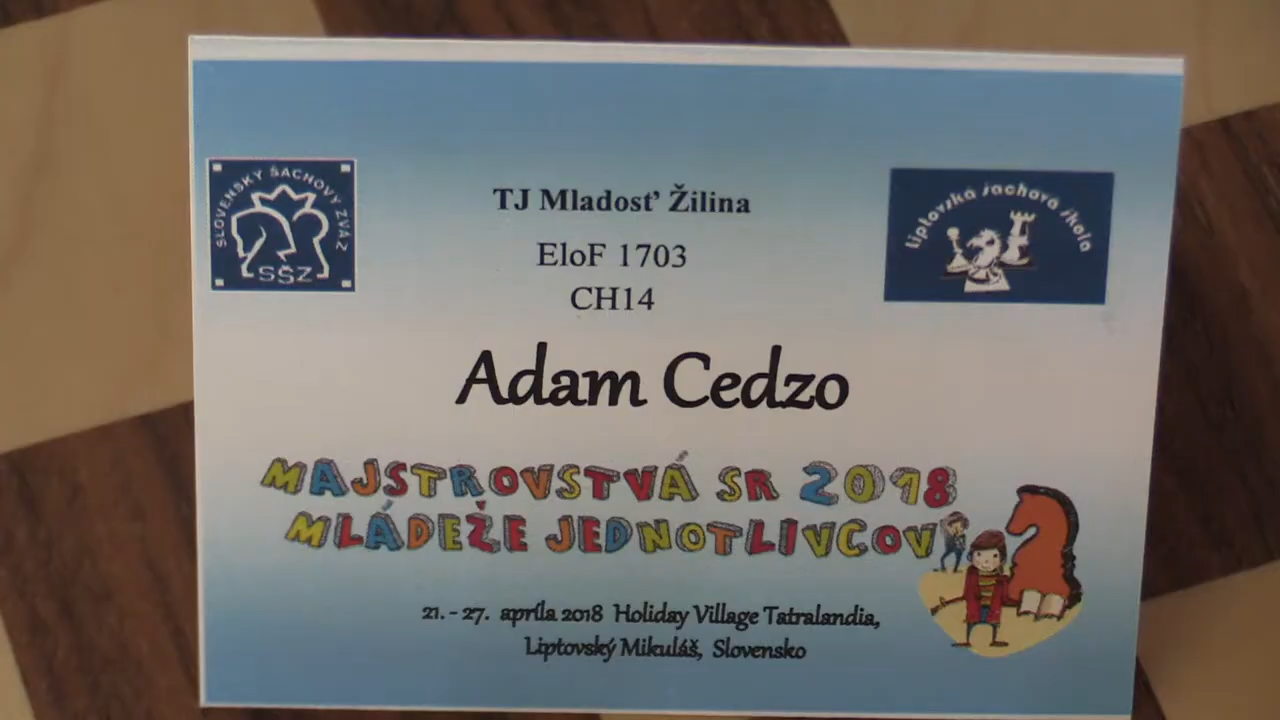 SLOVENSKÝ ŠACHOVÝ ZVÄZ
SŠZ
TJ Mladosť Žilina
Liptovská šachová škola
EloF 1703
CH14
Adam Cedzo
MAJSTROVSTVÁ SR 2018
MLÁDEŽE JEDNOTLIVCOV
21. - 27. apríla 2018 Holiday Village Tatralandia,
Liptovský Mikuláš, Slovensko